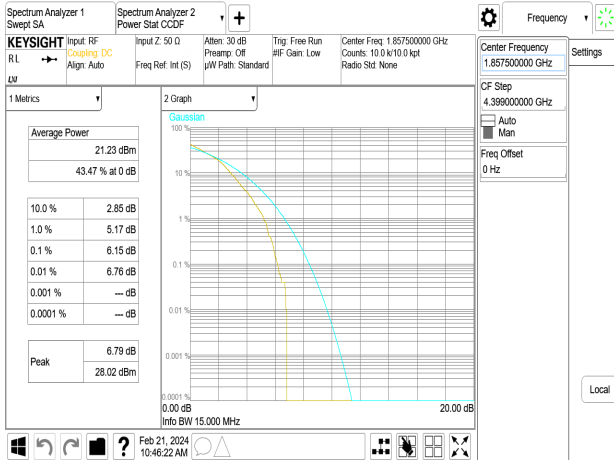 Spectrum Analyzer 1
Swept SA
Spectrum Analyzer 2
Power Stat CCDF
▼
+
Frequency
▼
KEYSIGHT
RL
LXI
Input: RF
Coupling: DC
Align: Auto
Input Z: 50 Ω
Freq Ref: Int (S)
Atten: 30 dB
Preamp: Off
µW Path: Standard
Trig: Free Run
#IF Gain: Low
Center Freq: 1.857500000 GHz
Counts: 10.0 k/10.0 kpt
Radio Std: None
Center Frequency
1.857500000 GHz
Settings
CF Step
4.399000000 GHz
Auto
Man
Freq Offset
0 Hz
Local
1 Metrics
▼
Average Power
21.23 dBm
43.47 % at 0 dB
10.0 % 2.85 dB
1.0 % 5.17 dB
0.1 % 6.15 dB
0.01 % 6.76 dB
0.001 % --- dB
0.0001 % --- dB
Peak
6.79 dB
28.02 dBm
2 Graph
▼
Gaussian
100 %
10 %
1 %
0.1 %
0.01 %
0.001 %
0.0001 %
0.00 dB 20.00 dB
Info BW 15.000 MHz
?
Feb 21, 2024
10:46:22 AM